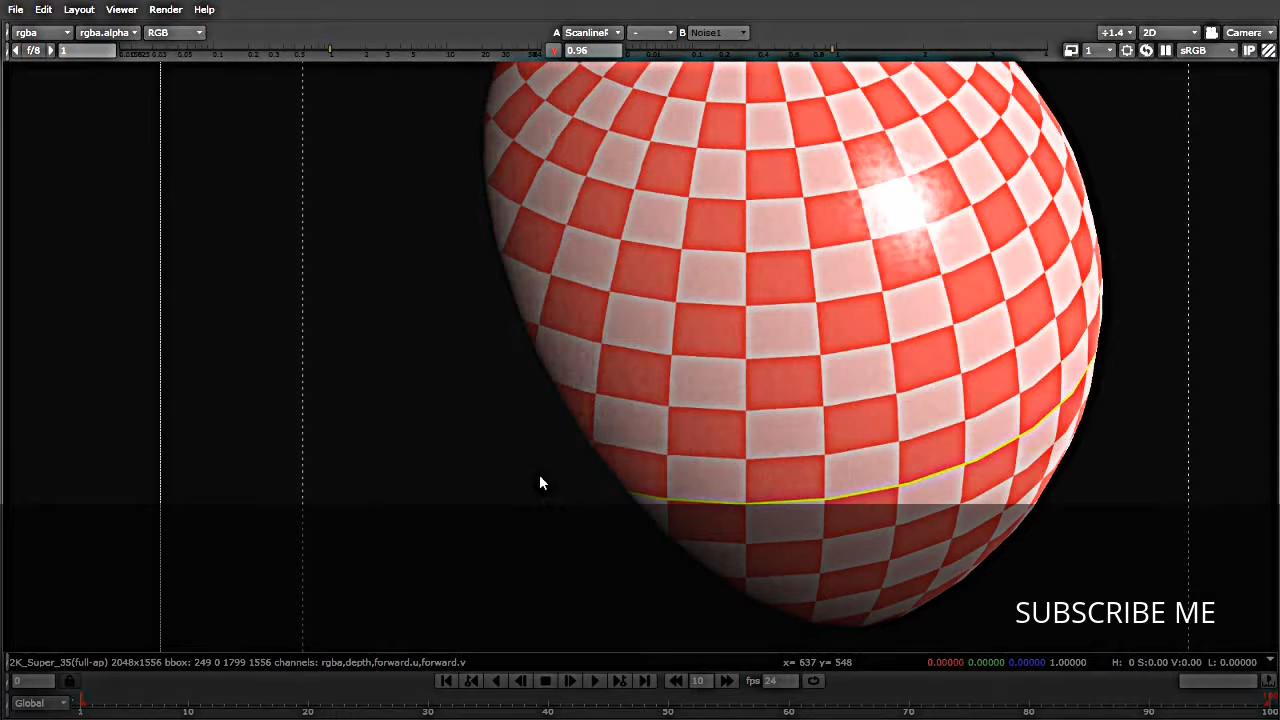 File Edit Layout Viewer Render Help
rgba rgba.alpha RGB A ScanlineR - B Noise1 +1.4 2D Camera
f/8 1 Y 0.96 1 sRGB IP
SUBSCRIBE ME
2K_Super_35(full-ap) 2048x1556 bbox: 249 0 1799 1556 channels: rgba,depth,forward.u,forward.v x= 637 y= 548 0.00000 0.00000 0.00000 1.00000 H: 0 S:0.00 V:0.00 L: 0.00000
0 10 fps 24
Global 1 10 20 30 40 50 60 70 80 90 100